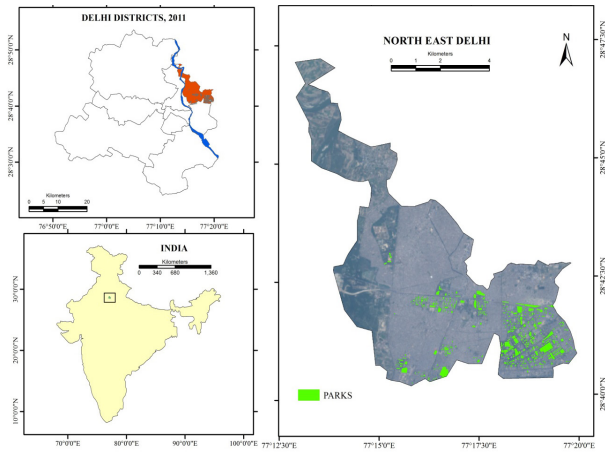 DELHI DISTRICTS, 2011
28°50'0"N
28°40'0"N
28°30'0"N
Kilometers
0 5 10 20
76°50'0"E 77°0'0"E 77°10'0"E 77°20'0"E
INDIA
Kilometers
0 340 680 1,360
30°0'0"N
20°0'0"N
10°0'0"N
70°0'0"E 80°0'0"E 90°0'0"E 100°0'0"E
NORTH EAST DELHI
Kilometers
0 1 2 4
N
28°47'30"N
28°45'0"N
28°42'30"N
28°40'0"N
PARKS
77°12'30"E 77°15'0"E 77°17'30"E 77°20'0"E